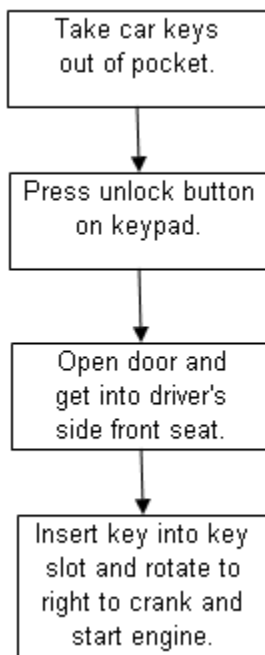 Take car keys
out of pocket.
Press unlock button
on keypad.
Open door and
get into driver's
side front seat.
Insert key into key
slot and rotate to
right to crank and
start engine.